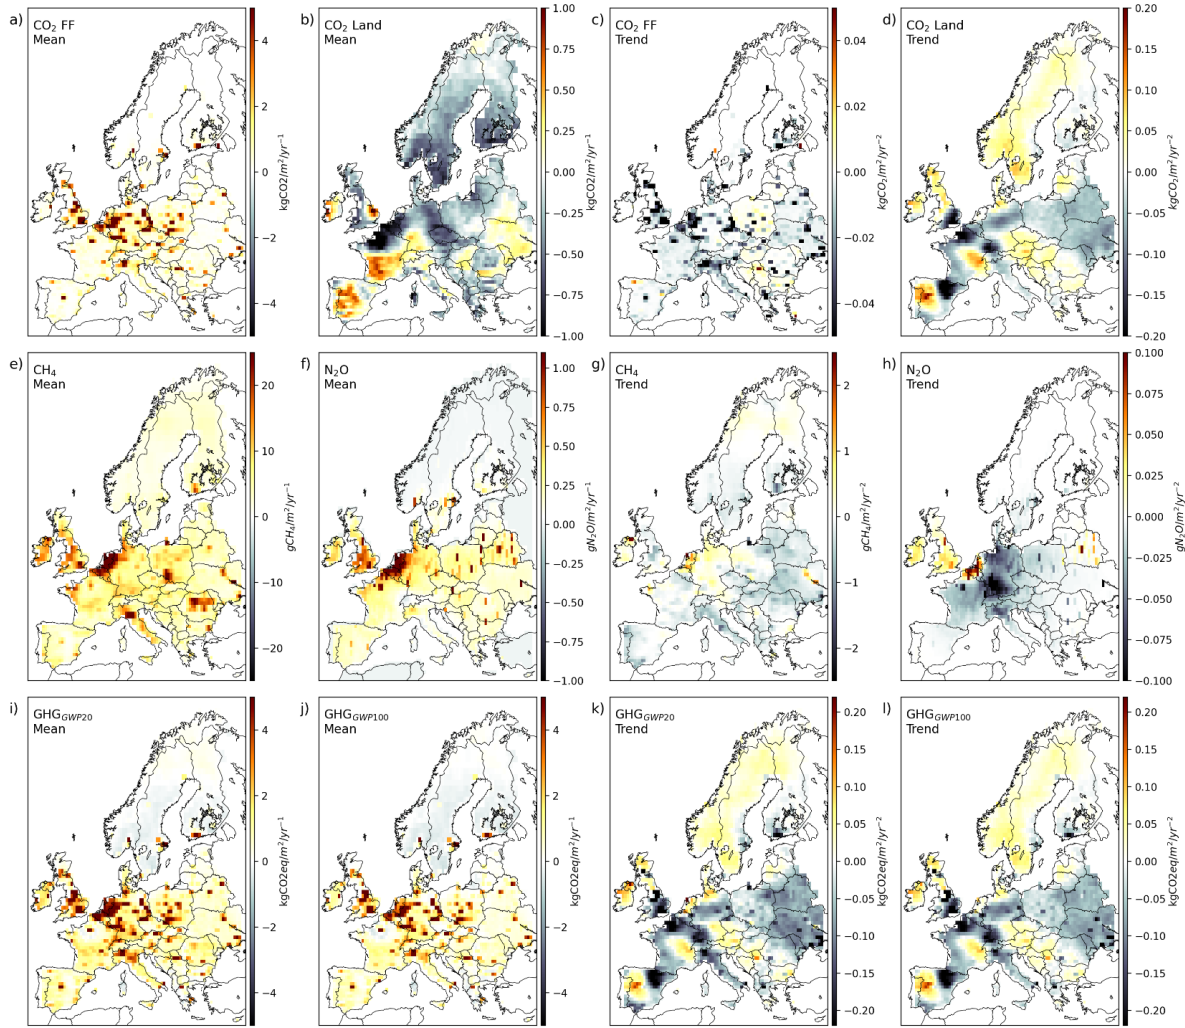 a) CO₂ FF
Mean
4
2
0
−2
−4
kgCO2/m²/yr⁻¹
b) CO₂ Land
Mean
1.00
0.75
0.50
0.25
0.00
−0.25
−0.50
−0.75
−1.00
kgCO2/m²/yr⁻¹
c) CO₂ FF
Trend
0.04
0.02
0.00
−0.02
−0.04
kgCO₂/m²/yr⁻²
d) CO₂ Land
Trend
0.20
0.15
0.10
0.05
0.00
−0.05
−0.10
−0.15
−0.20
kgCO₂/m²/yr⁻²
e) CH₄
Mean
20
10
0
−10
−20
gCH₄/m²/yr⁻¹
f) N₂O
Mean
1.00
0.75
0.50
0.25
0.00
−0.25
−0.50
−0.75
−1.00
gN₂O/m²/yr⁻¹
g) CH₄
Trend
2
1
0
−1
−2
gCH₄/m²/yr⁻²
h) N₂O
Trend
0.100
0.075
0.050
0.025
0.000
−0.025
−0.050
−0.075
−0.100
gN₂O/m²/yr⁻²
i) GHG_GWP20
Mean
4
2
0
−2
−4
kgCO2eq/m²/yr⁻¹
j) GHG_GWP100
Mean
4
2
0
−2
−4
kgCO2eq/m²/yr⁻¹
k) GHG_GWP20
Trend
0.20
0.15
0.10
0.05
0.00
−0.05
−0.10
−0.15
−0.20
kgCO2eq/m²/yr⁻²
l) GHG_GWP100
Trend
0.20
0.15
0.10
0.05
0.00
−0.05
−0.10
−0.15
−0.20
kgCO2eq/m²/yr⁻²